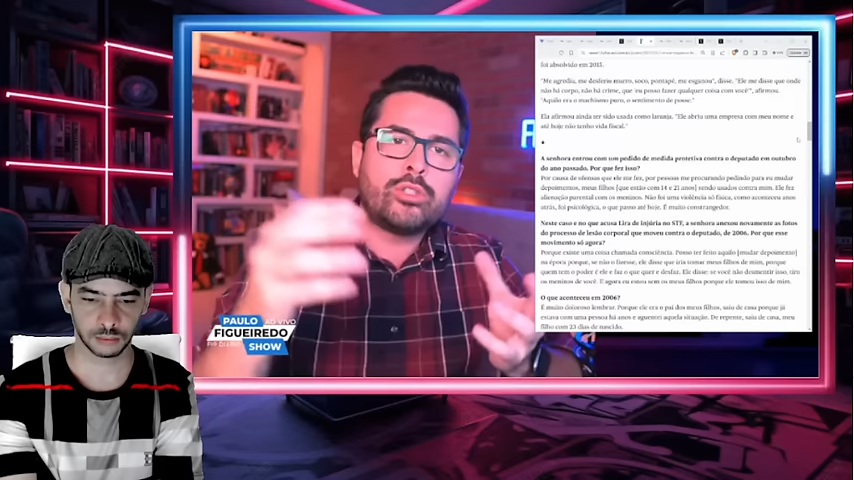 foi absolvido em 2015.
"Me agrediu, me desferiu murro, soco, pontapé, me esganou", disse. "Ele me disse que onde
não há corpo, não há crime, que 'eu posso fazer qualquer coisa com você'", afirmou.
"Aquilo era o machismo puro, o sentimento de posse."
Ela afirmou ainda ter sido usada como laranja. "Ele abriu uma empresa com meu nome e
até hoje não tenho vida fiscal."
A senhora entrou com um pedido de medida protetiva contra o deputado em outubro
do ano passado. Por que fez isso?
Por causa de ofensas que ele me fez, por pessoas me procurando pedindo para eu mudar
depoimentos, meus filhos [que estão com 14 e 21 anos] sendo usados contra mim. Ele fez
alienação parental com os meninos. Não foi uma violência só física, como aconteceu anos
atrás, foi psicológica, o que passo até hoje. É muito constrangedor.
Neste caso e no que acusa Lira de injúria no STF, a senhora anexou novamente as fotos
do processo de lesão corporal que moveu contra o deputado, de 2006. Por que esse
movimento só agora?
Porque existe uma coisa chamada consciência. Posso ter feito aquilo [mudar depoimento]
na época porque, se não o fizesse, ele disse que iria tomar meus filhos de mim, porque
quem tem o poder é ele e faz o que quer e desfaz. Ele disse: se você não desmentir isso, tiro
os meninos de você. E agora eu estou sem os meus filhos porque ele tomou isso de mim.
O que aconteceu em 2006?
É muito doloroso lembrar. Porque ele era o pai dos meus filhos, saiu de casa porque já
estava com uma pessoa há anos e aguentei aquela situação. De repente, saiu de casa, meu
filho com 23 dias de nascido.
PAULO AO VIVO
FIGUEIREDO
SHOW